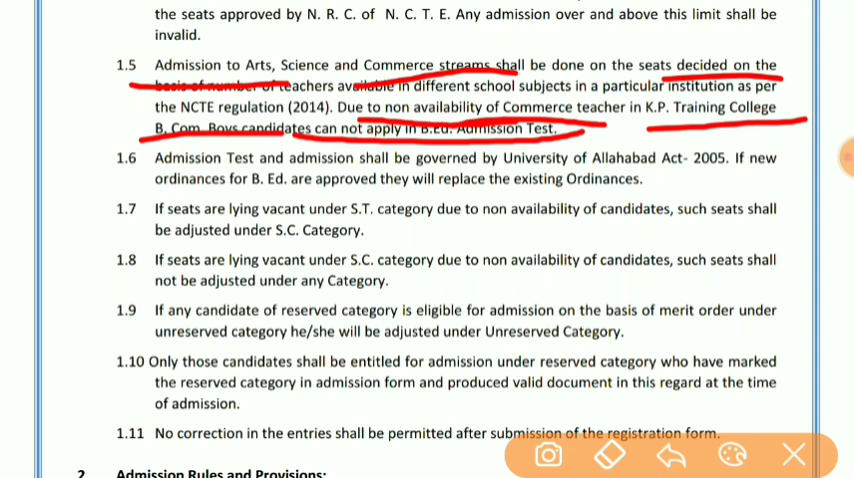 the seats approved by N. R. C. of N. C. T. E. Any admission over and above this limit shall be
invalid.
1.5 Admission to Arts, Science and Commerce streams shall be done on the seats decided on the
basis of number of teachers available in different school subjects in a particular institution as per
the NCTE regulation (2014). Due to non availability of Commerce teacher in K.P. Training College
B. Com. Boys candidates can not apply in B.Ed. Admission Test.
1.6 Admission Test and admission shall be governed by University of Allahabad Act- 2005. If new
ordinances for B. Ed. are approved they will replace the existing Ordinances.
1.7 If seats are lying vacant under S.T. category due to non availability of candidates, such seats shall
be adjusted under S.C. Category.
1.8 If seats are lying vacant under S.C. category due to non availability of candidates, such seats shall
not be adjusted under any Category.
1.9 If any candidate of reserved category is eligible for admission on the basis of merit order under
unreserved category he/she will be adjusted under Unreserved Category.
1.10 Only those candidates shall be entitled for admission under reserved category who have marked
the reserved category in admission form and produced valid document in this regard at the time
of admission.
1.11 No correction in the entries shall be permitted after submission of the registration form.
2 Admission Rules and Provisions: